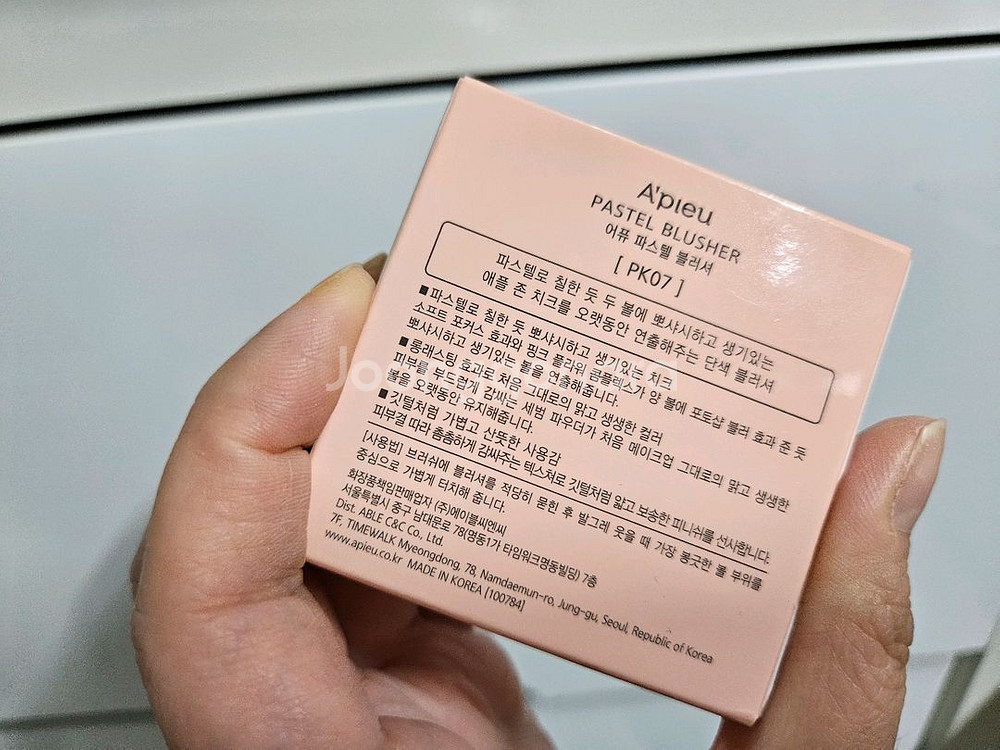 A'pieu
PASTEL BLUSHER
어퓨 파스텔 블러셔
[ PK07 ]
파스텔로 칠한 듯 두 볼에 뽀샤시하고 생기있는
애플 존 치크를 오랫동안 연출해주는 단색 블러셔
■ 파스텔로 칠한 듯 뽀샤시하고 생기있는 치크
소프트 포커스 효과와 핑크 플라워 콤플렉스가 양 볼에 포토샵 블러 효과 준 듯
뽀샤시하고 생기있는 볼을 연출해줍니다.
■ 롱래스팅 효과로 처음 그대로의 맑고 생생한 컬러
피부를 부드럽게 감싸는 세범 파우더가 처음 메이크업 그대로의 맑고 생생한
볼을 오랫동안 유지해줍니다.
■ 깃털처럼 가볍고 산뜻한 사용감
피부결 따라 촘촘하게 감싸주는 텍스쳐로 깃털처럼 얇고 보송한 피니쉬를 선사합니다.
[사용법] 브러쉬에 블러셔를 적당히 묻힌 후 발그레 웃을 때 가장 봉긋한 볼 부위를
중심으로 가볍게 터치해 줍니다.
화장품책임판매업자 (주)에이블씨엔씨
서울특별시 중구 남대문로 78(명동1가 타임워크명동빌딩) 7층
Dist. ABLE C&C Co., Ltd.
7F, TIMEWALK Myeongdong, 78, Namdaemun-ro, Jung-gu, Seoul, Republic of Korea
www.apieu.co.kr MADE IN KOREA [100784]